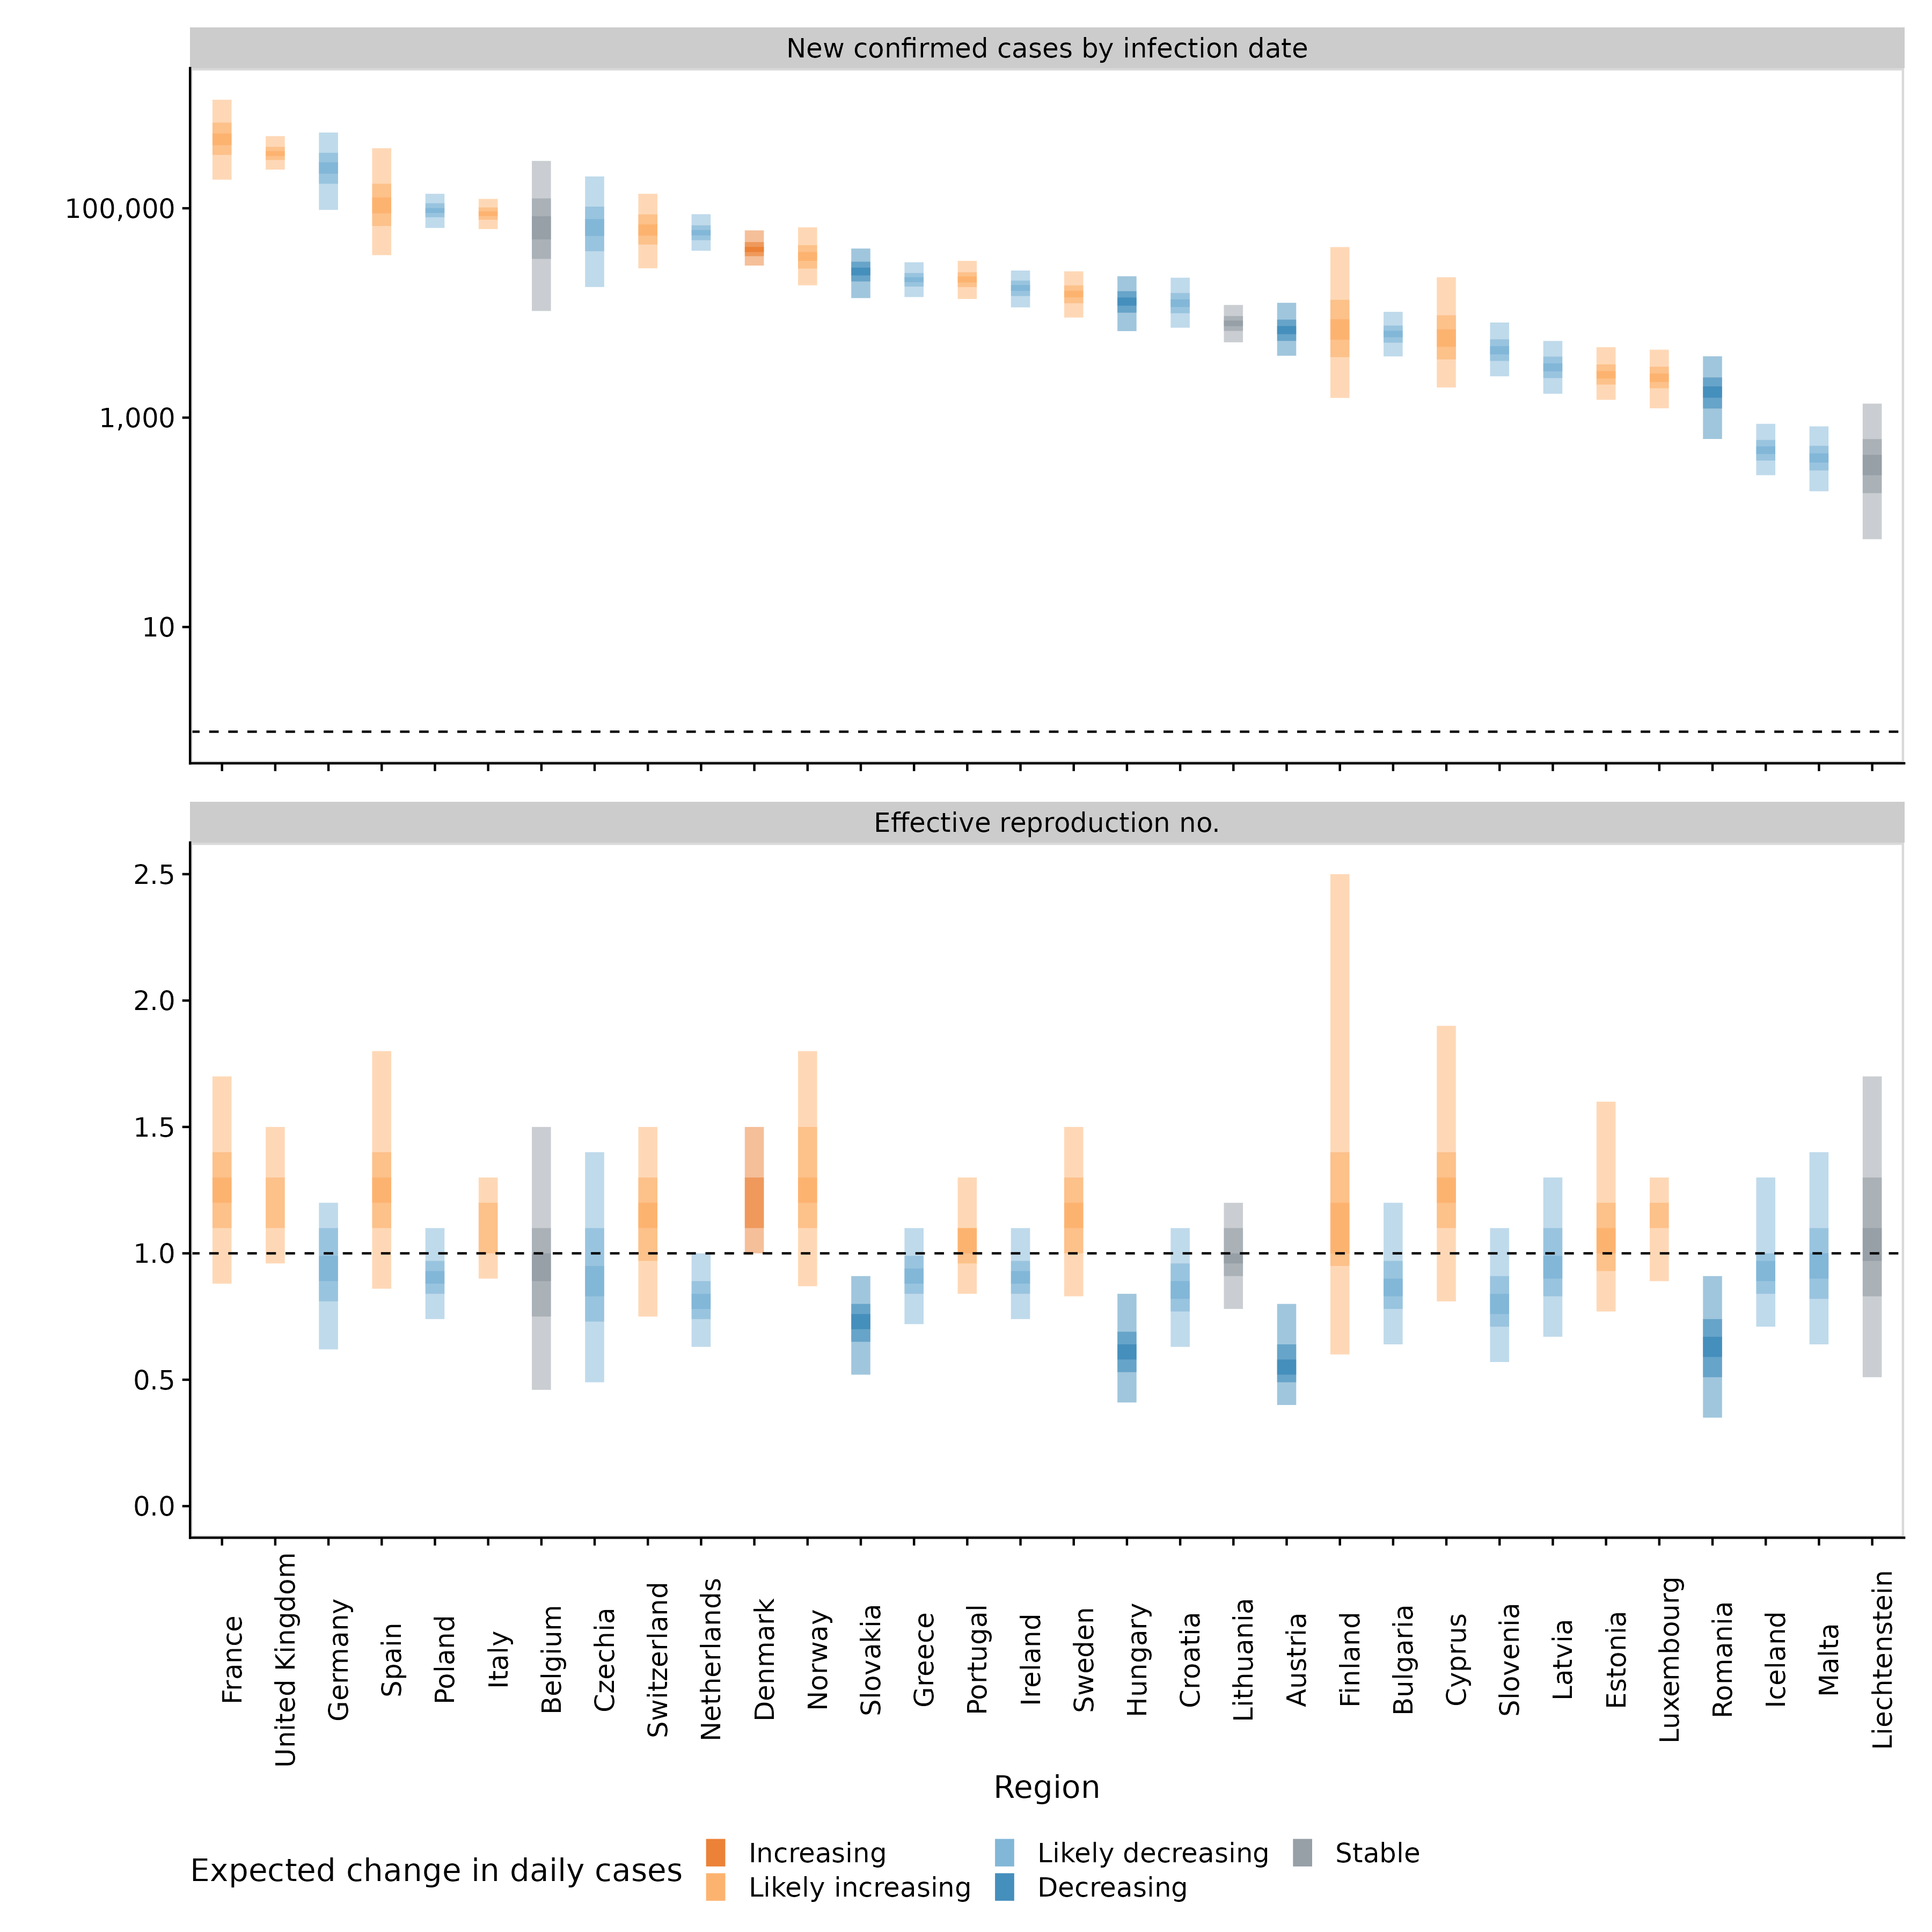 New confirmed cases by infection date
100,000
1,000
10
Effective reproduction no.
2.5
2.0
1.5
1.0
0.5
0.0
France
United Kingdom
Germany
Spain
Poland
Italy
Belgium
Czechia
Switzerland
Netherlands
Denmark
Norway
Slovakia
Greece
Portugal
Ireland
Sweden
Hungary
Croatia
Lithuania
Austria
Finland
Bulgaria
Cyprus
Slovenia
Latvia
Estonia
Luxembourg
Romania
Iceland
Malta
Liechtenstein
Region
Expected change in daily cases
Increasing
Likely increasing
Likely decreasing
Decreasing
Stable